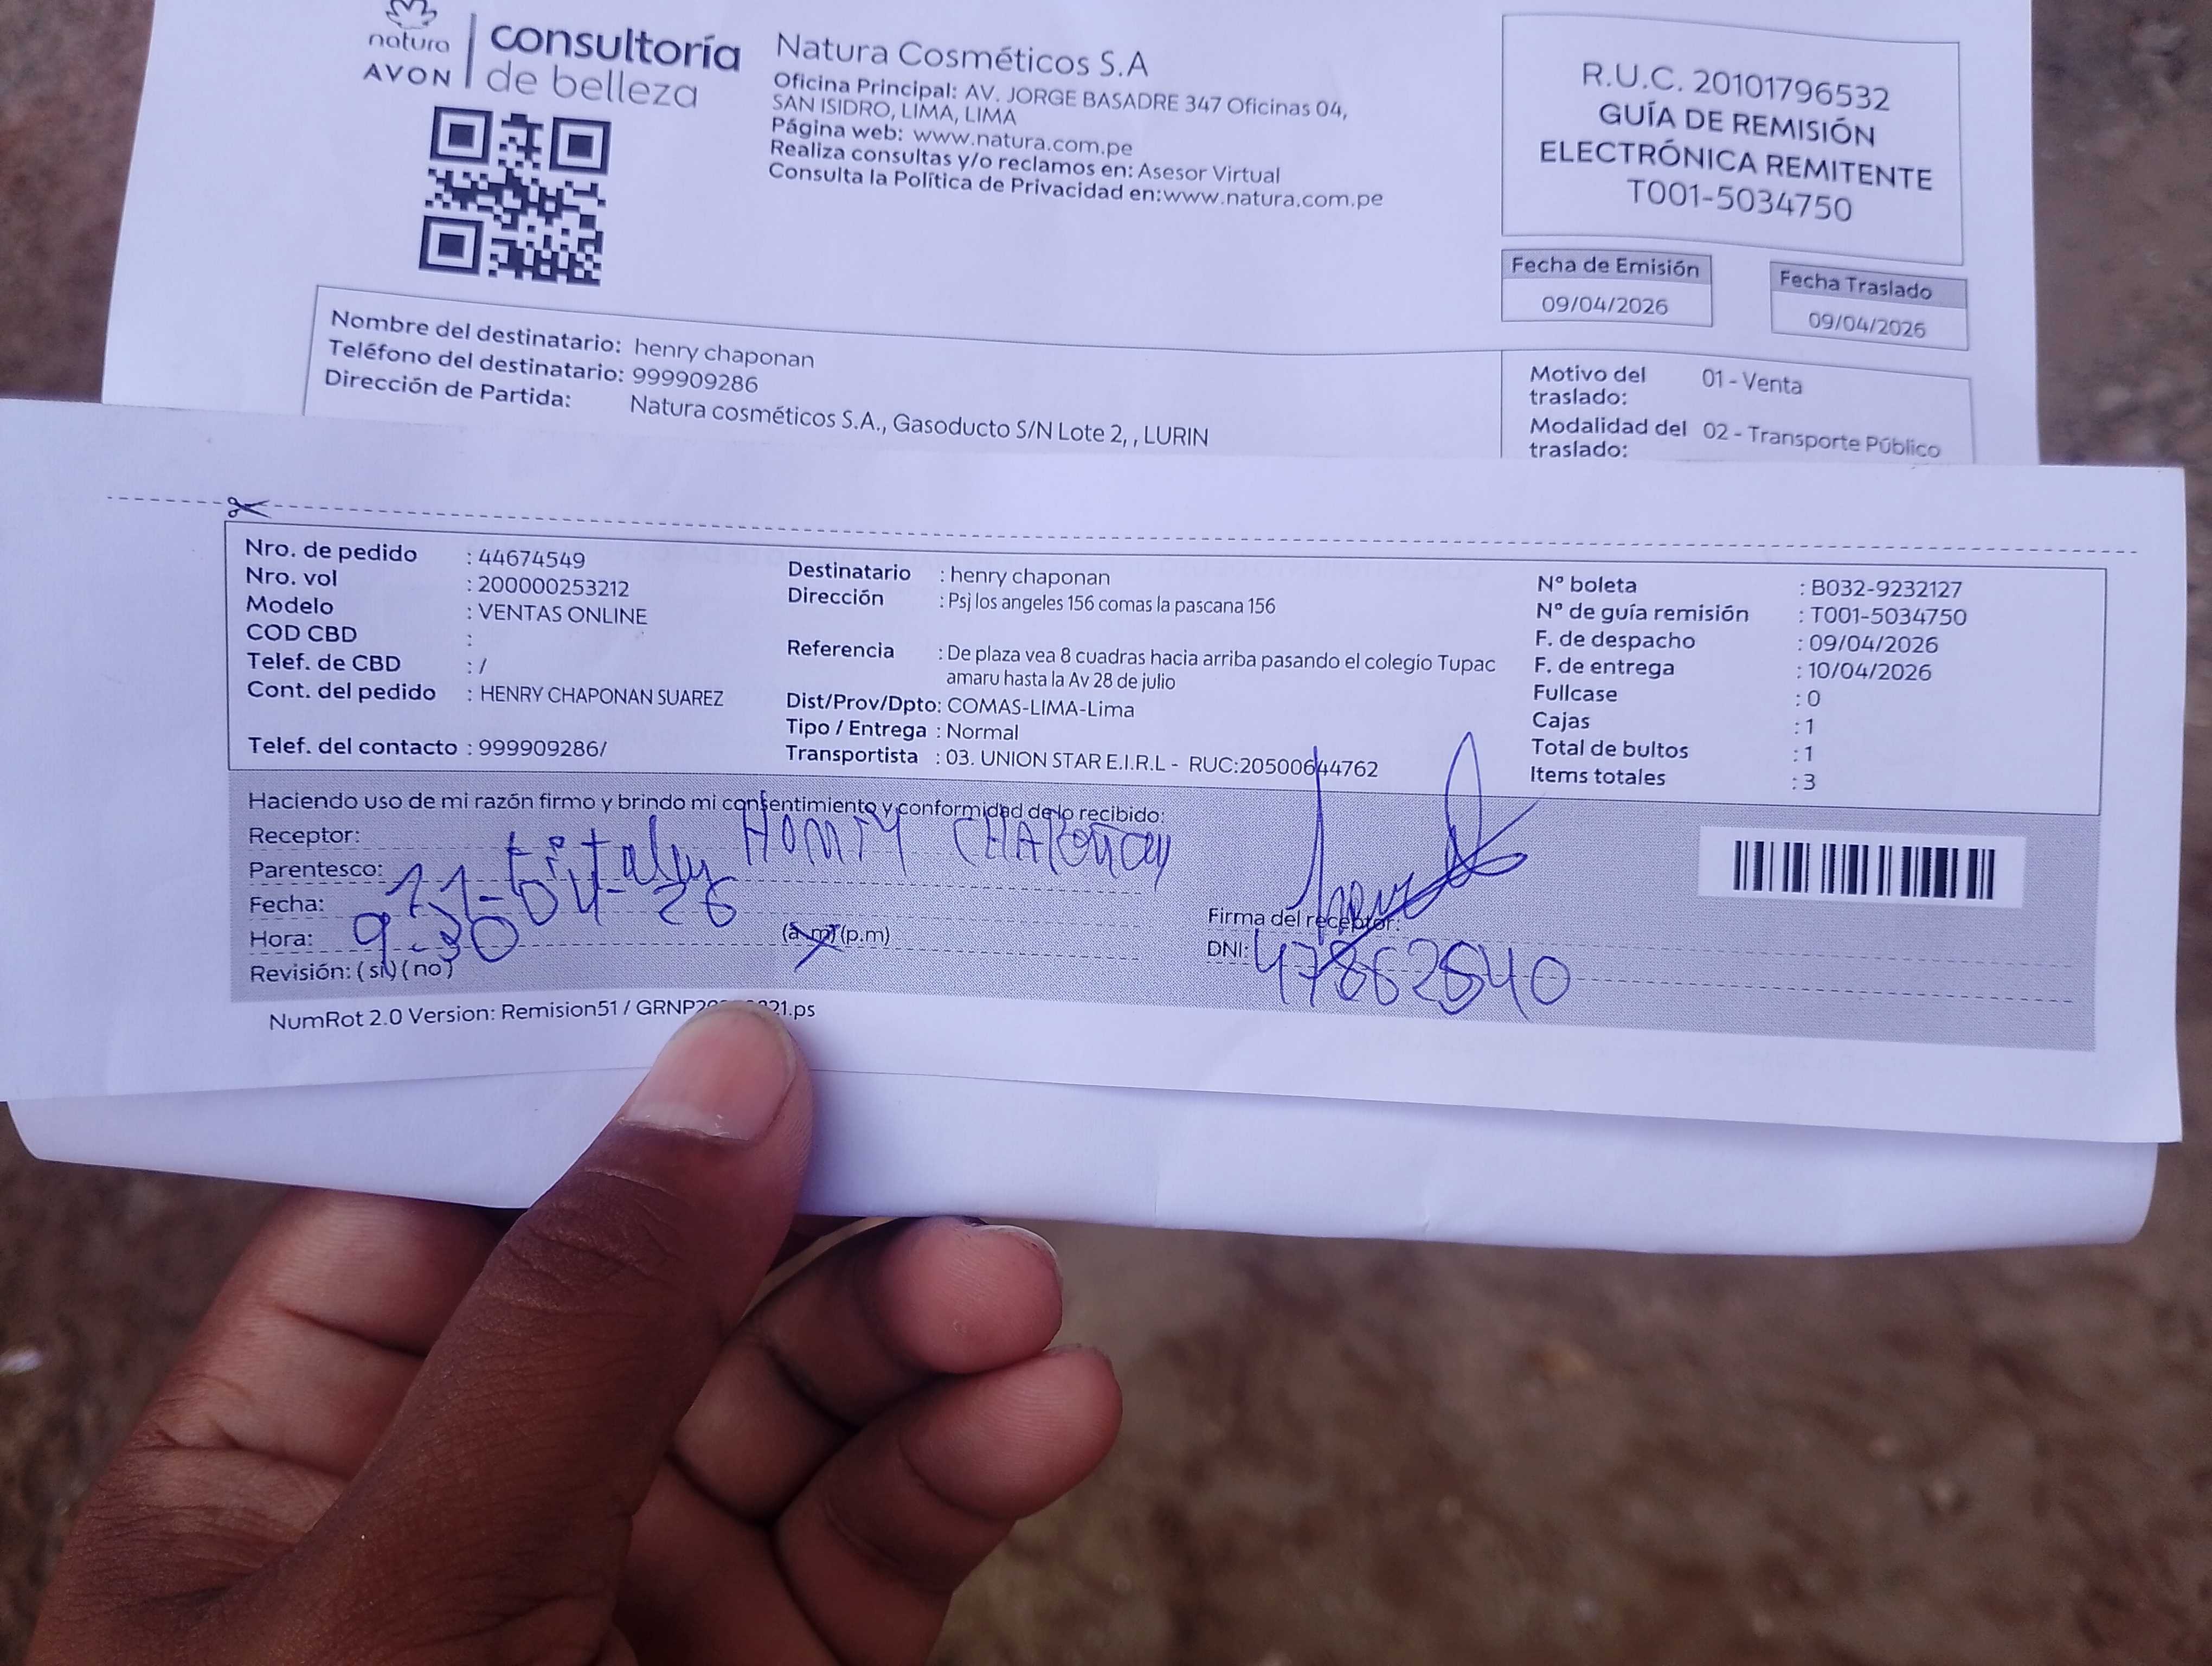 natura
AVON
consultoría
de belleza
Natura Cosméticos S.A
Oficina Principal: AV. JORGE BASADRE 347 Oficinas 04,
SAN ISIDRO, LIMA, LIMA
Página web: www.natura.com.pe
Realiza consultas y/o reclamos en: Asesor Virtual
Consulta la Política de Privacidad en:www.natura.com.pe
R.U.C. 20101796532
GUÍA DE REMISIÓN
ELECTRÓNICA REMITENTE
T001-5034750
Fecha de Emisión
09/04/2026
Fecha Traslado
09/04/2026
Nombre del destinatario: henry chaponan
Teléfono del destinatario: 999909286
Dirección de Partida: Natura cosméticos S.A., Gasoducto S/N Lote 2, , LURIN
Motivo del traslado: 01 - Venta
Modalidad del traslado: 02 - Transporte Público
Nro. de pedido : 44674549
Nro. vol : 200000253212
Modelo : VENTAS ONLINE
COD CBD :
Telef. de CBD : /
Cont. del pedido : HENRY CHAPONAN SUAREZ
Telef. del contacto : 999909286/
Destinatario : henry chaponan
Dirección : Psj los angeles 156 comas la pascana 156
Referencia : De plaza vea 8 cuadras hacia arriba pasando el colegio Tupac
amaru hasta la Av 28 de julio
Dist/Prov/Dpto: COMAS-LIMA-Lima
Tipo / Entrega : Normal
Transportista : 03. UNION STAR E.I.R.L - RUC:20500644762
N° boleta : B032-9232127
N° de guía remisión : T001-5034750
F. de despacho : 09/04/2026
F. de entrega : 10/04/2026
Fullcase : 0
Cajas : 1
Total de bultos : 1
Items totales : 3
Haciendo uso de mi razón firmo y brindo mi consentimiento y conformidad de lo recibido:
Receptor:
Parentesco: titular
Fecha: 11-04-26
Hora: 9.30 (a.m) (p.m)
Revisión: ( si) ( no )
Firma del receptor:
DNI: 47862840
NumRot 2.0 Version: Remision51 / GRNP20 21.ps